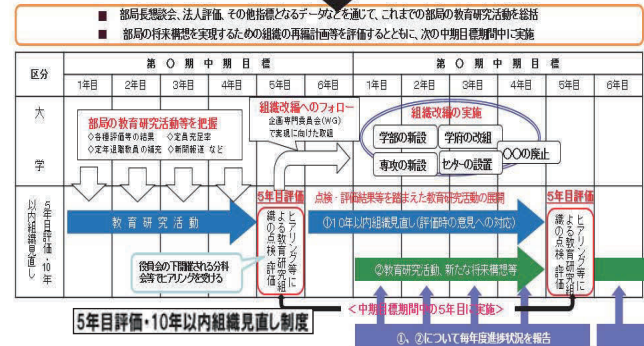 ■ 部局長懇談会、法人評価、その他指標となるデータなどを通じて、これまでの部局の教育研究活動を総括
■ 部局の将来構想を実現するための組織の再編計画等を評価するとともに、次の中期目標期間中に実施
区分
第〇期中期目標
第〇期中期目標
1年目 2年目 3年目 4年目 5年目 6年目 1年目 2年目 3年目 4年目 5年目 6年目
大学
部局の教育研究活動等を把握
◇各種評価等の結果 ◇定員充足率
◇定年退職教員の補充 ◇新聞報道 など
組織改編へのフォロー
企画専門委員会(WG)
で実現に向けた取組
組織改編の実施
学部の新設
学府の改組
専攻の新設
センターの設置
〇〇の廃止
5年目評価・10年
以内組織見直し
教育研究活動
役員会の下開催される分科
会等でヒアリングを受ける
5年目評価
ヒアリング等に
よる教育研究組
織の点検・評価
点検・評価結果等を踏まえた教育研究活動の展開
①10年以内組織見直し(評価時の意見への対応)
②教育研究活動、新たな将来構想等
5年目評価
ヒアリング等に
よる教育研究組
織の点検・評価
<中期目標期間中の5年目に実施>
5年目評価・10年以内組織見直し制度
①、②について毎年度進捗状況を報告